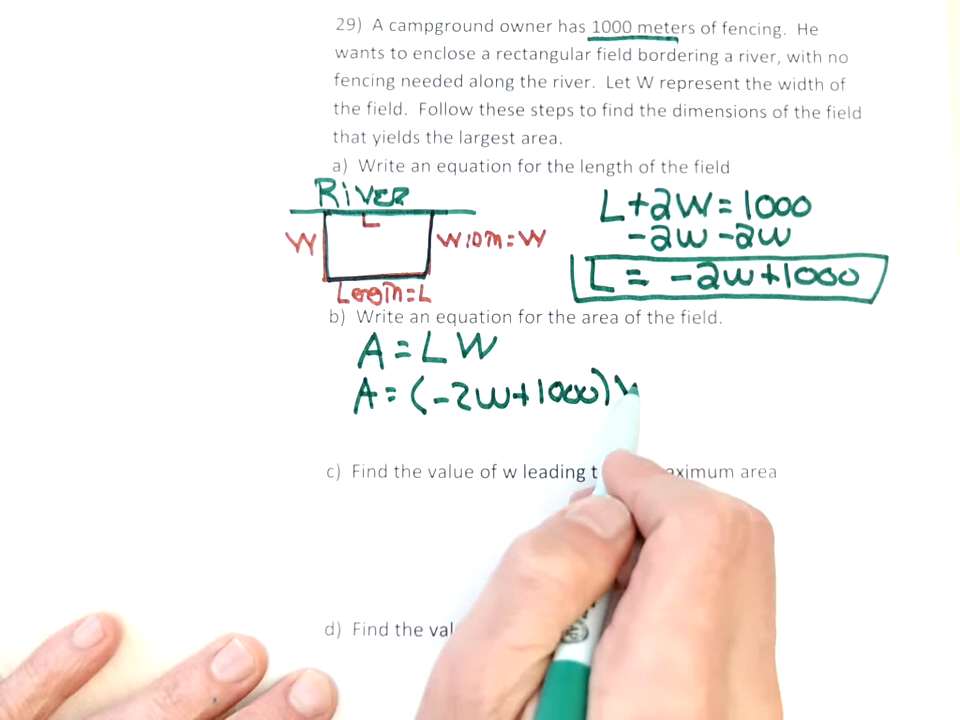 29) A campground owner has 1000 meters of fencing. He
wants to enclose a rectangular field bordering a river, with no
fencing needed along the river. Let W represent the width of
the field. Follow these steps to find the dimensions of the field
that yields the largest area.
a) Write an equation for the length of the field
RIVER
L
W
WIDTH=W
Length=L
L+2W=1000
-2W -2W
L= -2W+1000
b) Write an equation for the area of the field.
A=LW
A=(-2W+1000)
c) Find the value of w leading
d) Find the